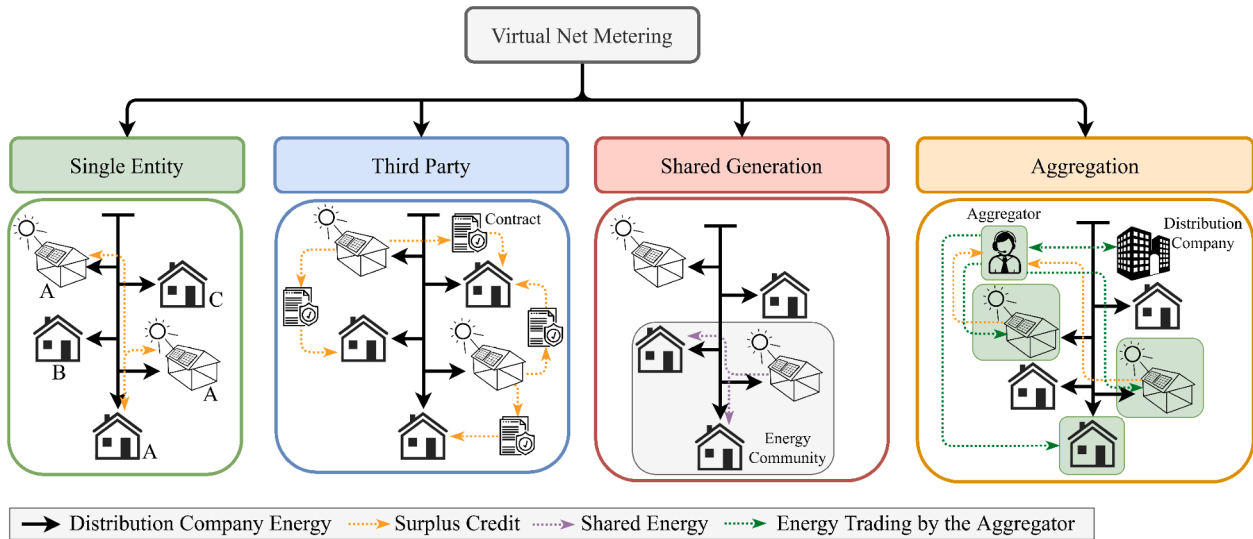 Virtual Net Metering
Single Entity
Third Party
Shared Generation
Aggregation
A
C
B
A
A
Contract
Energy
Community
Aggregator
Distribution
Company
Distribution Company Energy
Surplus Credit
Shared Energy
Energy Trading by the Aggregator